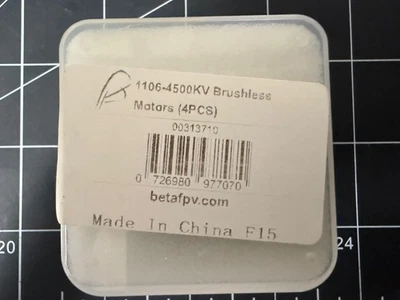 1106-4500KV Brushless
Motors (4PCS)
00313710
0 726980 977070
betafpv.com
Made In China F15
20
24